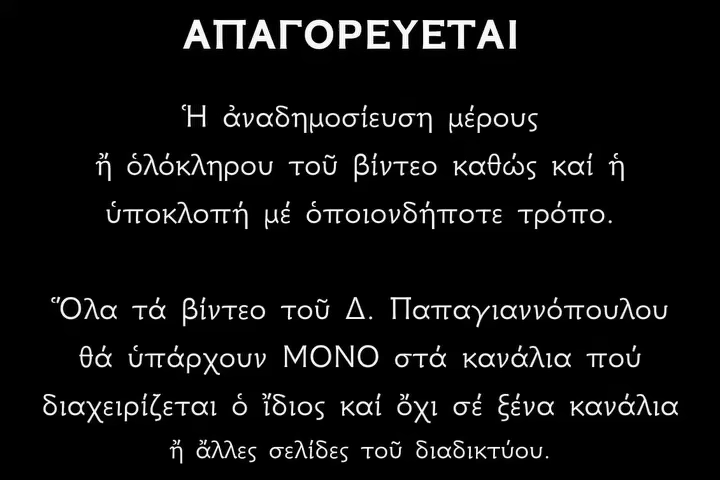 ΑΠΑΓΟΡΕΥΕΤΑΙ
Ἡ ἀναδημοσίευση μέρους
ἤ ὁλόκληρου τοῦ βίντεο καθώς καί ἡ
ὑποκλοπή μέ ὁποιονδήποτε τρόπο.
Ὅλα τά βίντεο τοῦ Δ. Παπαγιαννόπουλου
θά ὑπάρχουν ΜΟΝΟ στά κανάλια πού
διαχειρίζεται ὁ ἴδιος καί ὄχι σέ ξένα κανάλια
ἤ ἄλλες σελίδες τοῦ διαδικτύου.